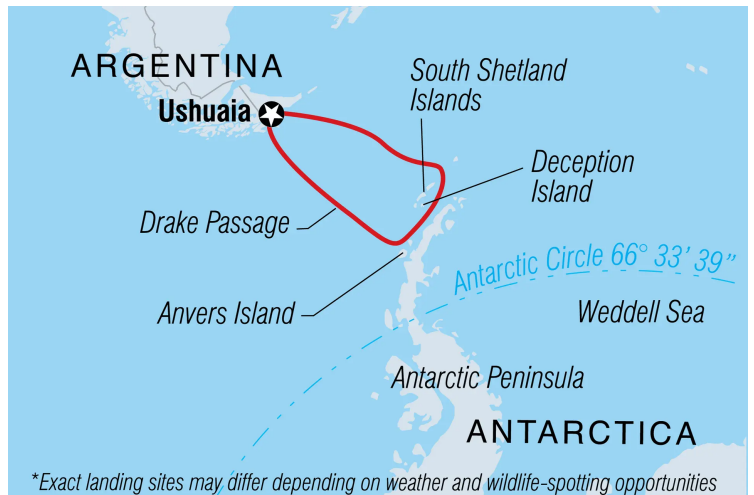 ARGENTINA
Ushuaia
South Shetland
Islands
Deception
Island
Drake Passage
Antarctic Circle 66° 33’ 39”
Anvers Island
Weddell Sea
Antarctic Peninsula
ANTARCTICA
*Exact landing sites may differ depending on weather and wildlife-spotting opportunities